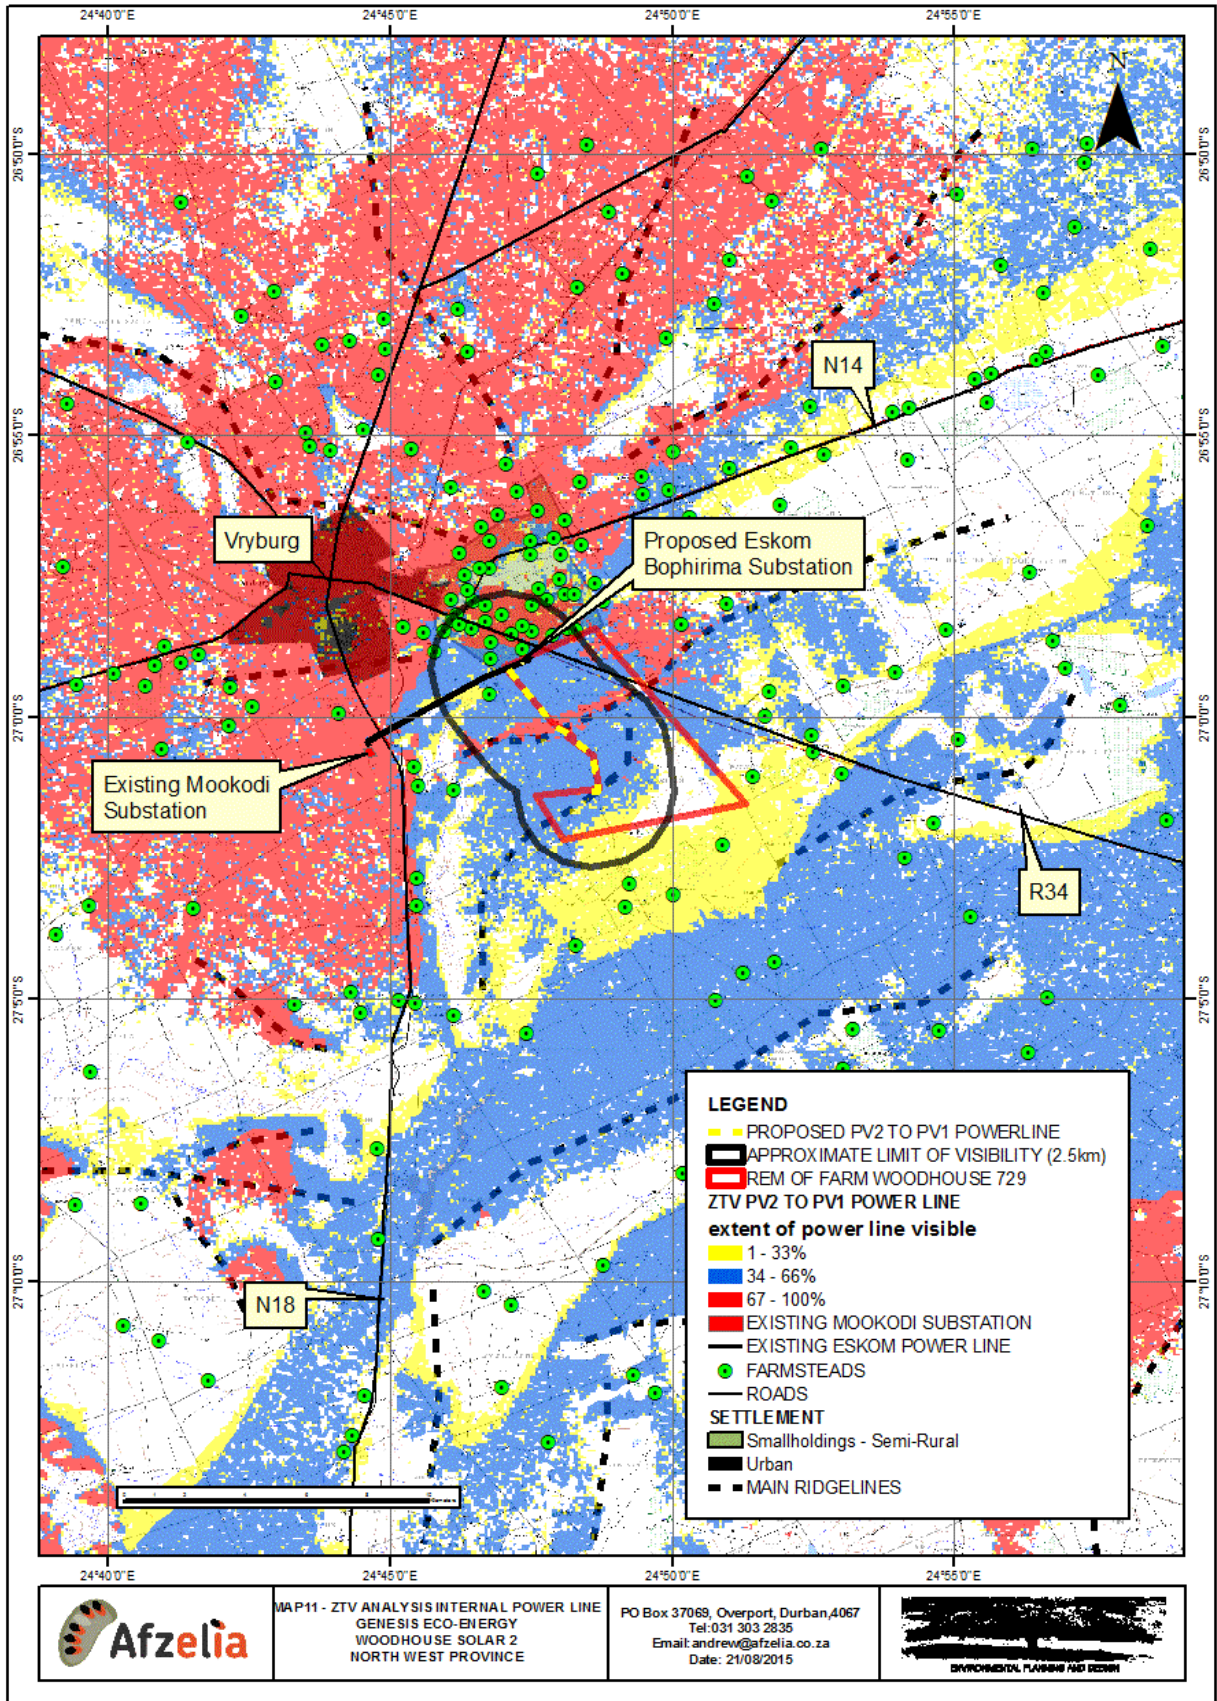 24°40'0"E
24°45'0"E
24°50'0"E
24°55'0"E
26°50'0"S
26°50'0"S
N
N14
26°55'0"S
26°55'0"S
Vryburg
Proposed Eskom
Bophirima Substation
27°0'0"S
27°0'0"S
Existing Mookodi
Substation
R34
27°5'0"S
27°5'0"S
27°10'0"S
27°10'0"S
N18
LEGEND
PROPOSED PV2 TO PV1 POWERLINE
APPROXIMATE LIMIT OF VISIBILITY (2.5km)
REM OF FARM WOODHOUSE 729
ZTV PV2 TO PV1 POWER LINE
extent of power line visible
1 - 33%
34 - 66%
67 - 100%
EXISTING MOOKODI SUBSTATION
EXISTING ESKOM POWER LINE
FARMSTEADS
ROADS
SETTLEMENT
Smallholdings - Semi-Rural
Urban
MAIN RIDGELINES
24°40'0"E
24°45'0"E
24°50'0"E
24°55'0"E
Afzelia
MAP11 - ZTV ANALYSIS INTERNAL POWER LINE
GENESIS ECO-ENERGY
WOODHOUSE SOLAR 2
NORTH WEST PROVINCE
PO Box 37069, Overport, Durban,4067
Tel:031 303 2835
Email:andrew@afzelia.co.za
Date: 21/08/2015
ENVIRONMENTAL PLANNING AND DESIGN